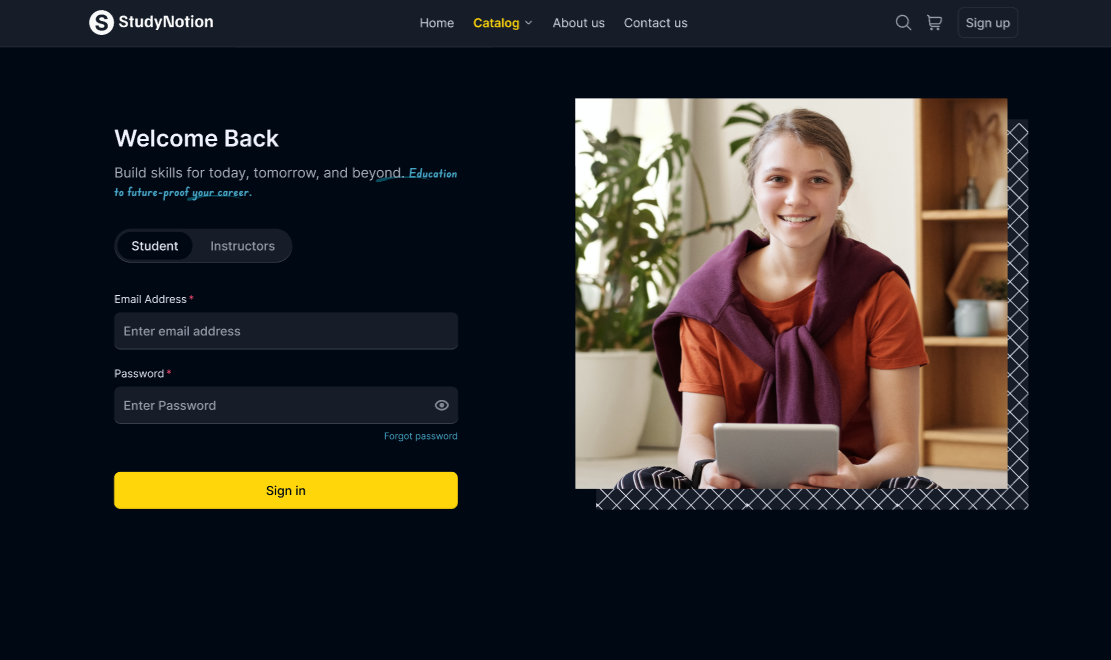 StudyNotion
Home
Catalog
About us
Contact us
Sign up
Welcome Back
Build skills for today, tomorrow, and beyond. Education
to future-proof your career.
Student
Instructors
Email Address *
Enter email address
Password *
Enter Password
Forgot password
Sign in